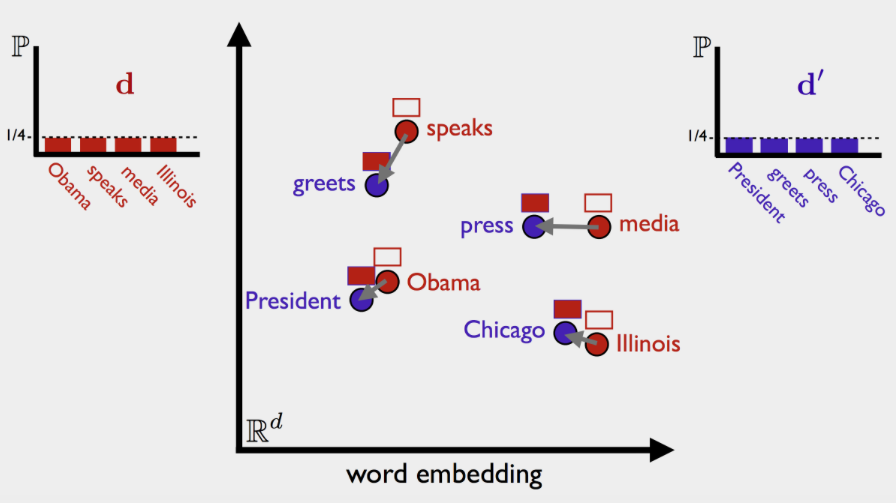 ℙ
d
1/4
Obama
speaks
media
Illinois
speaks
greets
press
media
Obama
President
Chicago
Illinois
ℝᵈ
word embedding
ℙ
d′
1/4
President
greets
press
Chicago